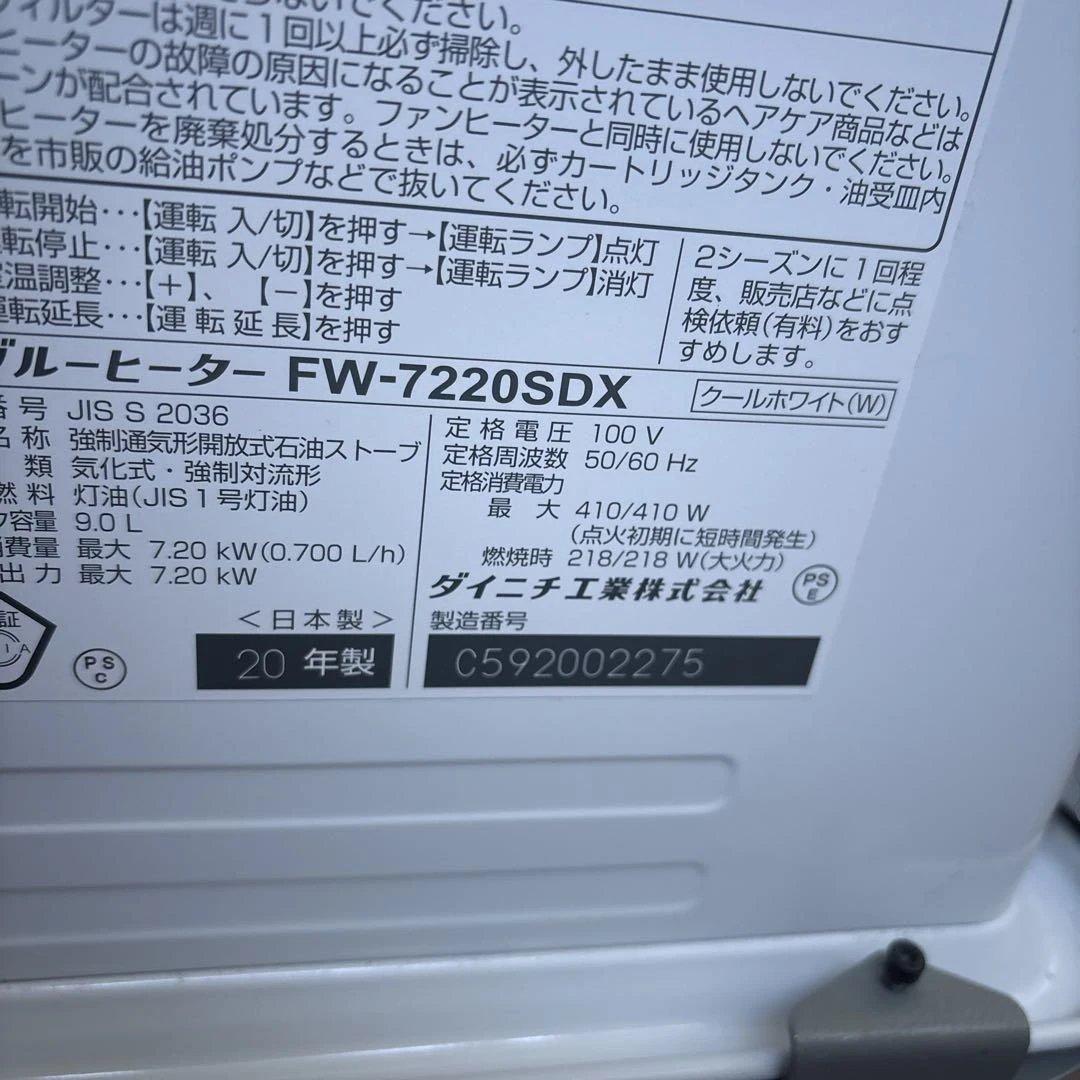 ないでください。
フィルターは週に1回以上必ず掃除し、外したまま使用しないでください。
ヒーターの故障の原因になることが表示されているヘアケア商品などは
ーンが配合されています。ファンヒーターと同時に使用しないでください。
ヒーターを廃棄処分するときは、必ずカートリッジタンク・油受皿内
を市販の給油ポンプなどで抜いてください。
転開始・・・【運転 入/切】を押す→【運転ランプ】点灯
転停止・・・【運転 入/切】を押す→【運転ランプ】消灯
室温調整・・・【+】、【-】を押す
運転延長・・・【運転延長】を押す
2シーズンに1回程
度、販売店などに点
検依頼(有料)をおす
すめします。
ブルーヒーター FW-7220SDX
クールホワイト(W)
番号 JIS S 2036
名称 強制通気形開放式石油ストーブ
類 気化式・強制対流形
燃料 灯油(JIS1号灯油)
ク容量 9.0 L
消費量 最大 7.20 kW(0.700 L/h)
出力 最大 7.20 kW
定格電圧 100 V
定格周波数 50/60 Hz
定格消費電力
最大 410/410 W
(点火初期に短時間発生)
燃焼時 218/218 W(大火力)
ダイニチ工業株式会社
PS E
証
PS C
<日本製>
20 年製
製造番号
C592002275